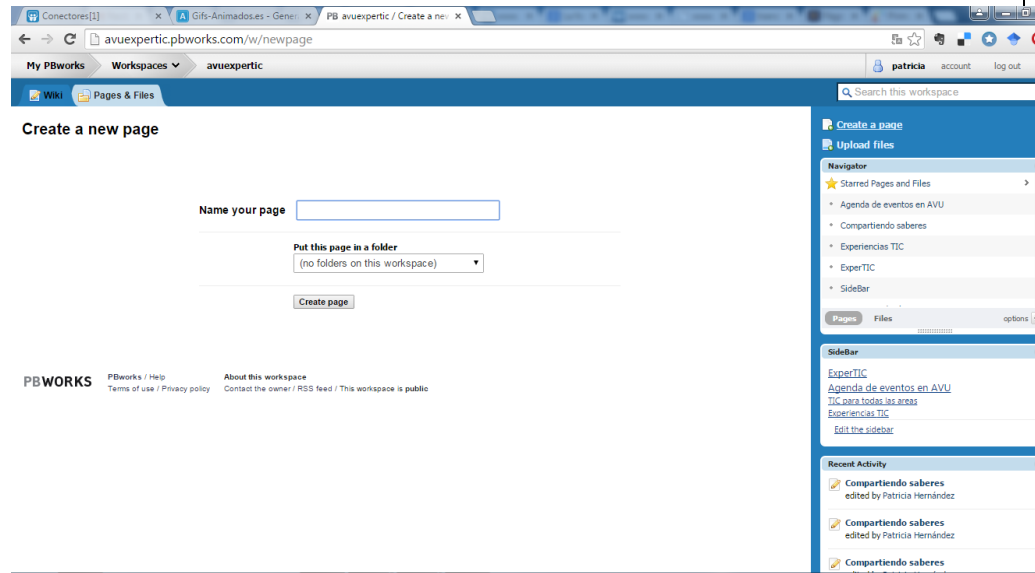 Conectores[1]
Gifs-Animados.es - Gener
PB avuexpertic / Create a nev
avuexpertic.pbworks.com/w/newpage
My PBworks Workspaces avuexpertic patricia account log out
Wiki Pages & Files Search this workspace
Create a new page
Name your page
Put this page in a folder
(no folders on this workspace)
Create page
PBWORKS
PBworks / Help
Terms of use / Privacy policy
About this workspace
Contact the owner / RSS feed / This workspace is public
Create a page
Upload files
Navigator
Starred Pages and Files
Agenda de eventos en AVU
Compartiendo saberes
Experiencias TIC
ExperTIC
SideBar
Pages Files options
SideBar
ExperTIC
Agenda de eventos en AVU
TIC para todas las areas
Experiencias TIC
Edit the sidebar
Recent Activity
Compartiendo saberes
edited by Patricia Hernández
Compartiendo saberes
edited by Patricia Hernández
Compartiendo saberes